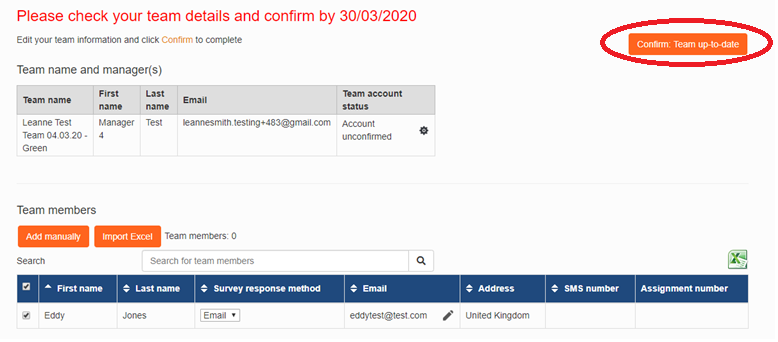 Please check your team details and confirm by 30/03/2020
Edit your team information and click Confirm to complete
Confirm: Team up-to-date
Team name and manager(s)
Team name First name Last name Email Team account status
Leanne Test Team 04.03.20 - Green Manager 4 Test leannesmith.testing+483@gmail.com Account unconfirmed
Team members
Add manually Import Excel Team members: 0
Search Search for team members
First name Last name Survey response method Email Address SMS number Assignment number
Eddy Jones Email eddytest@test.com United Kingdom